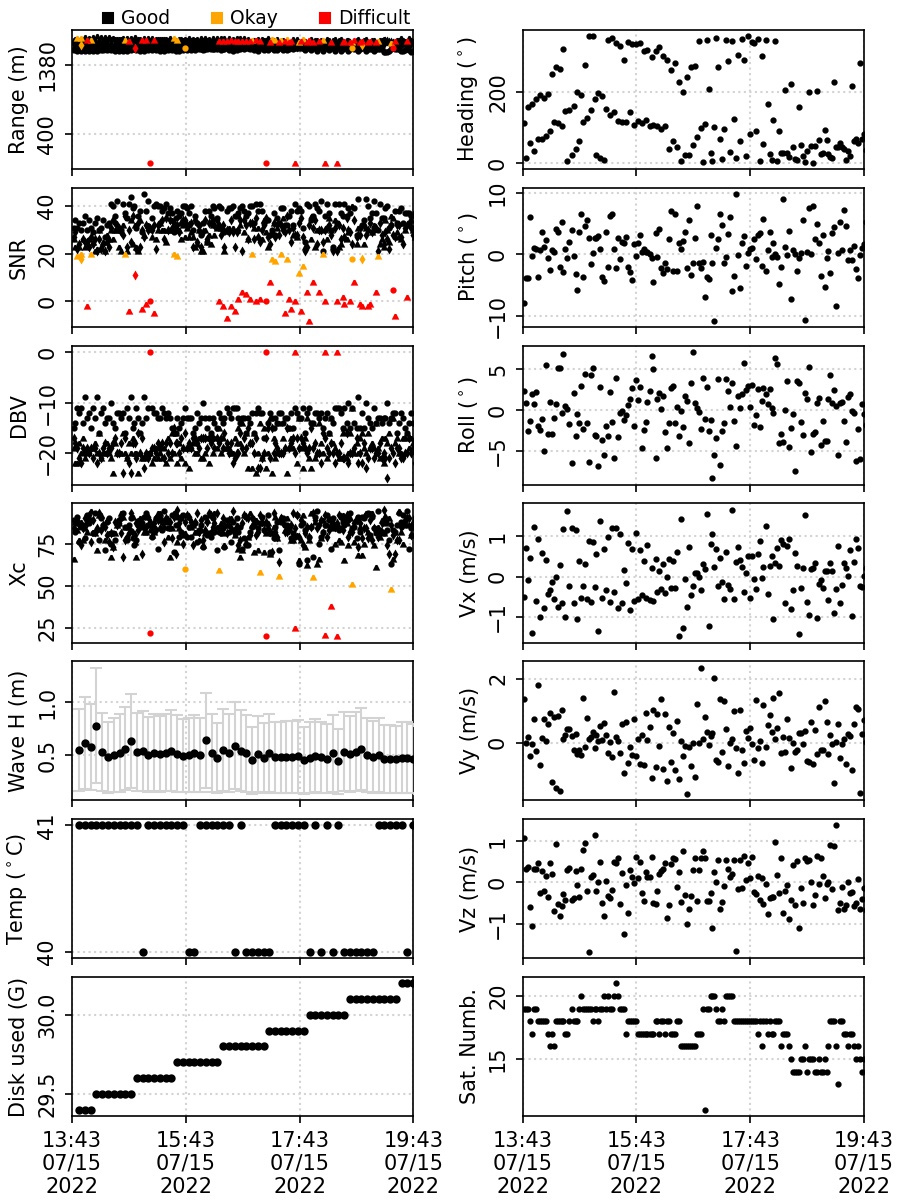 Good Okay Difficult
Range (m)
1380
400
Heading (°)
200
0
SNR
40
20
0
Pitch (°)
10
0
−10
DBV
0
−10
−20
Roll (°)
5
0
−5
Xc
75
50
25
Vx (m/s)
1
0
−1
Wave H (m)
1.0
0.5
Vy (m/s)
2
0
Temp (°C)
41
40
Vz (m/s)
1
0
−1
Disk used (G)
30.0
29.5
Sat. Numb.
20
15
13:43 15:43 17:43 19:43
07/15 07/15 07/15 07/15
2022 2022 2022 2022
13:43 15:43 17:43 19:43
07/15 07/15 07/15 07/15
2022 2022 2022 2022